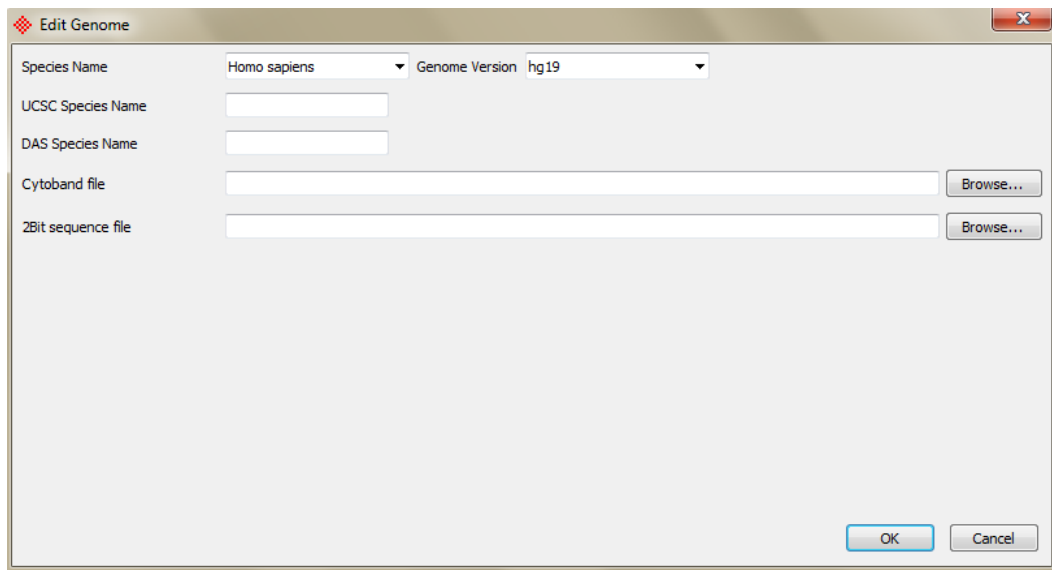 Edit Genome
Species Name Homo sapiens Genome Version hg19
UCSC Species Name
DAS Species Name
Cytoband file Browse...
2Bit sequence file Browse...
OK Cancel